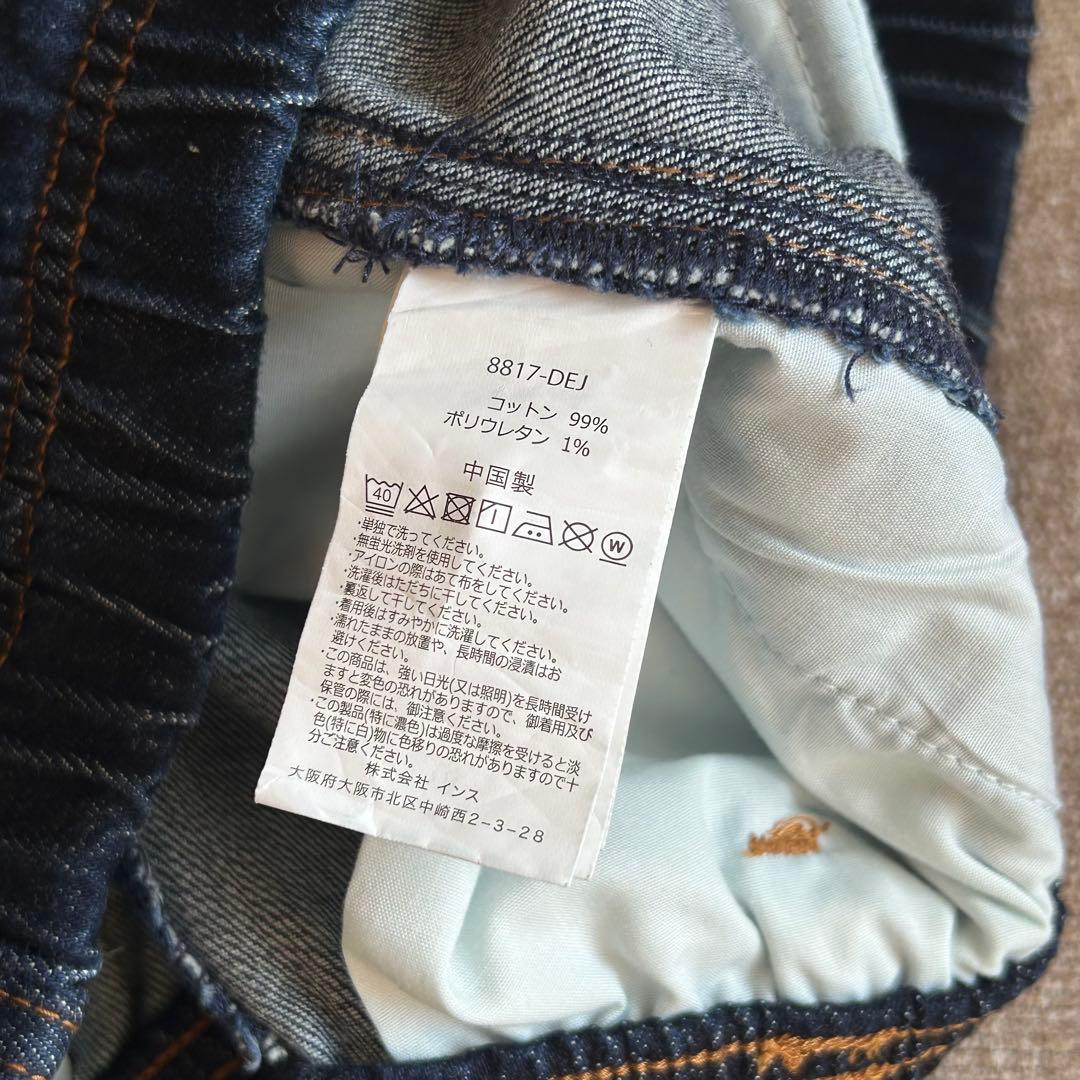 8817-DEJ
コットン 99%
ポリウレタン 1%
中国製
40
W
・単独で洗ってください。
・無蛍光洗剤を使用してください。
・アイロンの際はあて布をしてください。
・洗濯後はただちに干してください。
・裏返して干してください。
・着用後はすみやかに洗濯してください。
・濡れたままの放置や、長時間の浸漬はお
避けください。
・この商品は、強い日光(又は照明)を長時間受け
ますと変色の恐れがありますので、御着用及び
保管の際には、御注意ください。
・この製品(特に濃色)は過度な摩擦を受けると淡
色(特に白)物に色移りの恐れがありますので十
分ご注意ください。
株式会社 インス
大阪府大阪市北区中崎西2-3-28